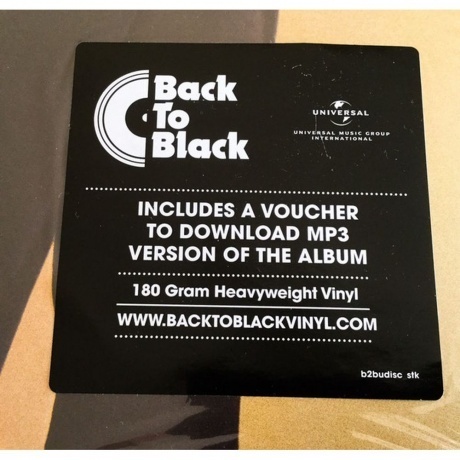 Back
To
Black
UNIVERSAL
UNIVERSAL MUSIC GROUP
INTERNATIONAL
INCLUDES A VOUCHER
TO DOWNLOAD MP3
VERSION OF THE ALBUM
180 Gram Heavyweight Vinyl
WWW.BACKTOBLACKVINYL.COM
b2budisc stk